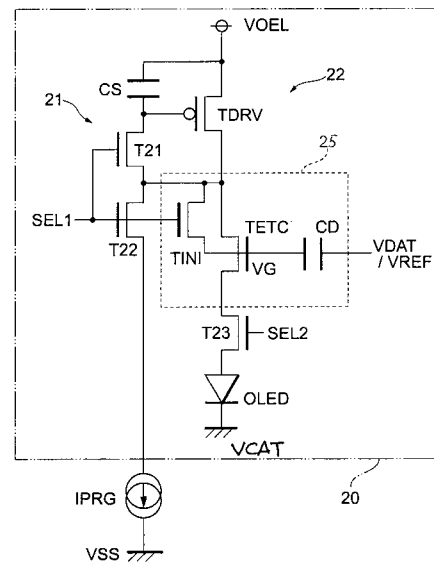 VOEL
22
CS
21
TDRV
25
T21
TETC
CD
SEL1
VDAT
/ VREF
T22
TINI
VG
T23
SEL2
OLED
VCAT
IPRG
20
VSS